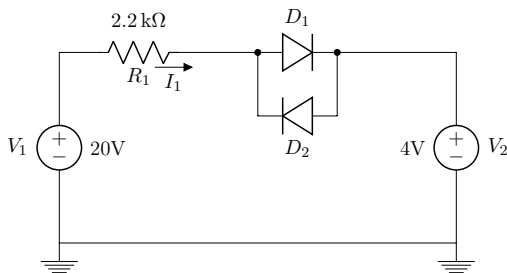 2.2 kΩ
R₁
I₁
D₁
D₂
V₁
+
−
20V
4V
+
−
V₂